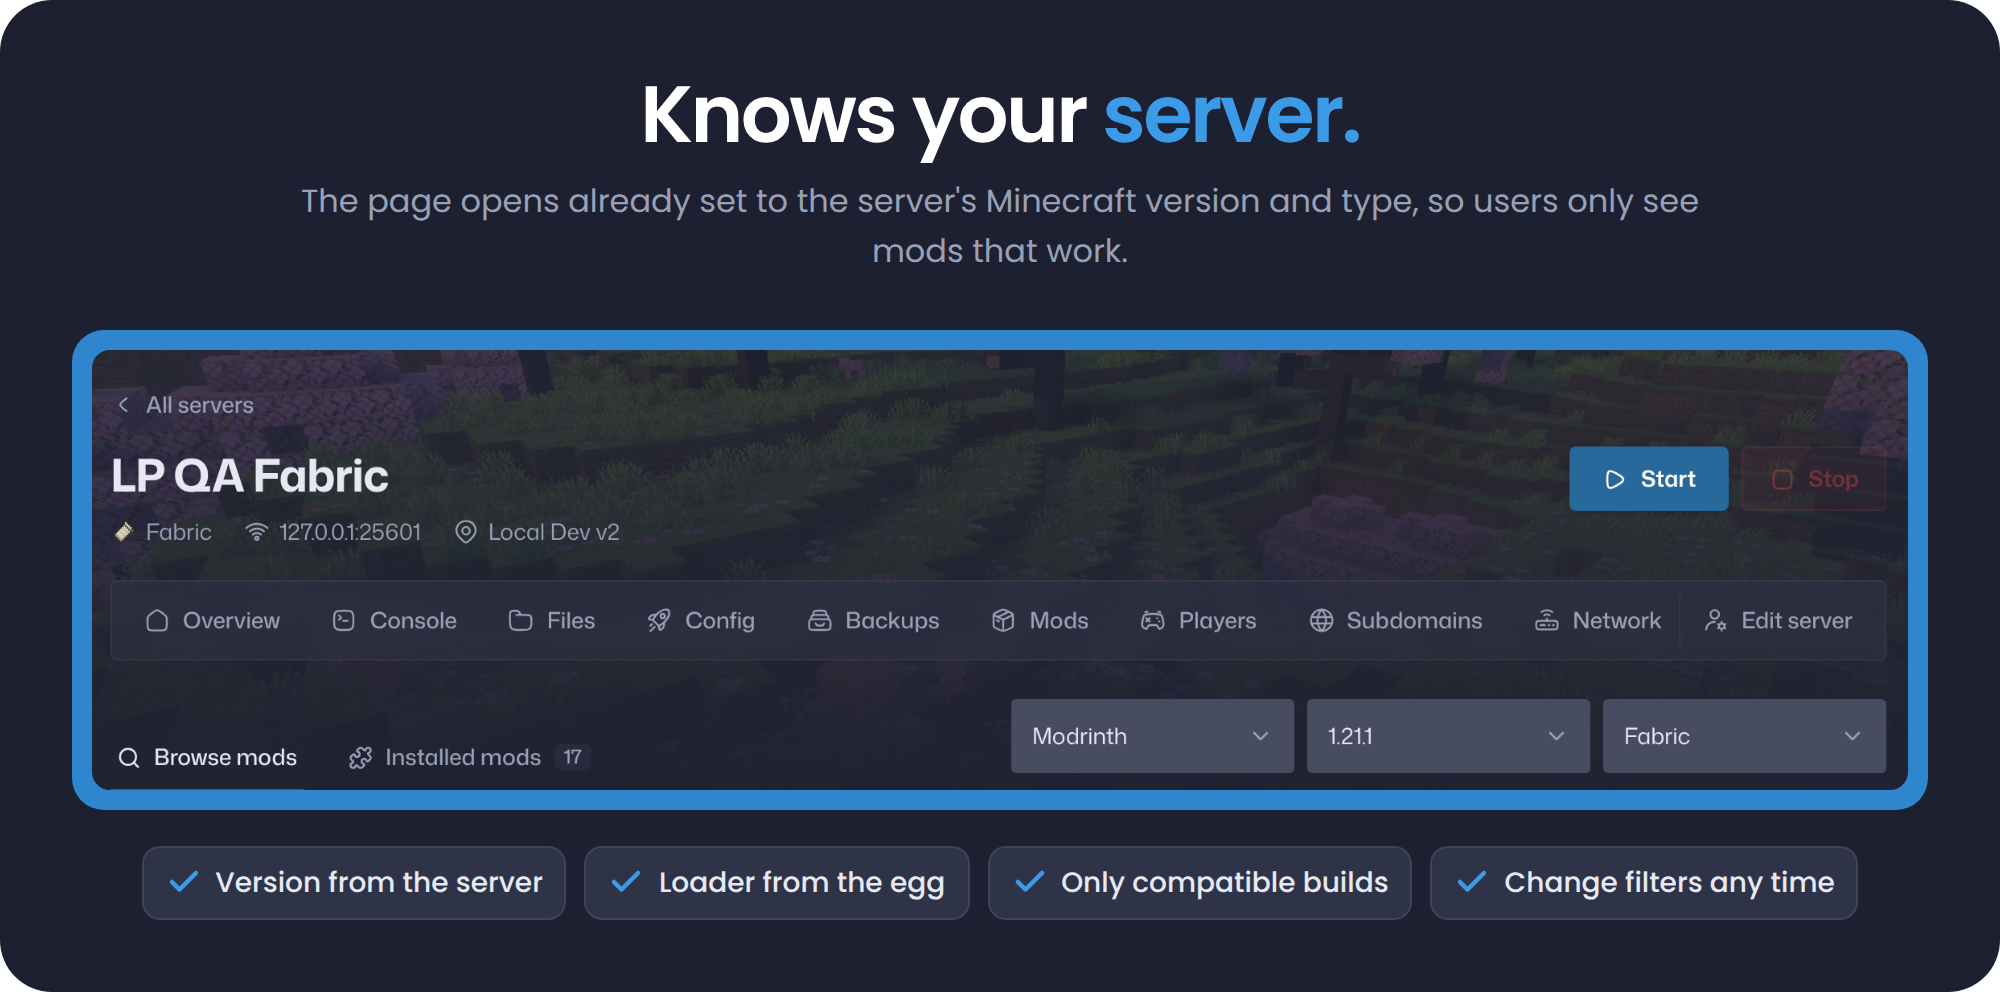 Knows your server.
The page opens already set to the server's Minecraft version and type, so users only see
mods that work.
All servers
LP QA Fabric
Start
Stop
Fabric
127.0.0.1:25601
Local Dev v2
Overview
Console
Files
Config
Backups
Mods
Players
Subdomains
Network
Edit server
Browse mods
Installed mods 17
Modrinth
1.21.1
Fabric
Version from the server
Loader from the egg
Only compatible builds
Change filters any time